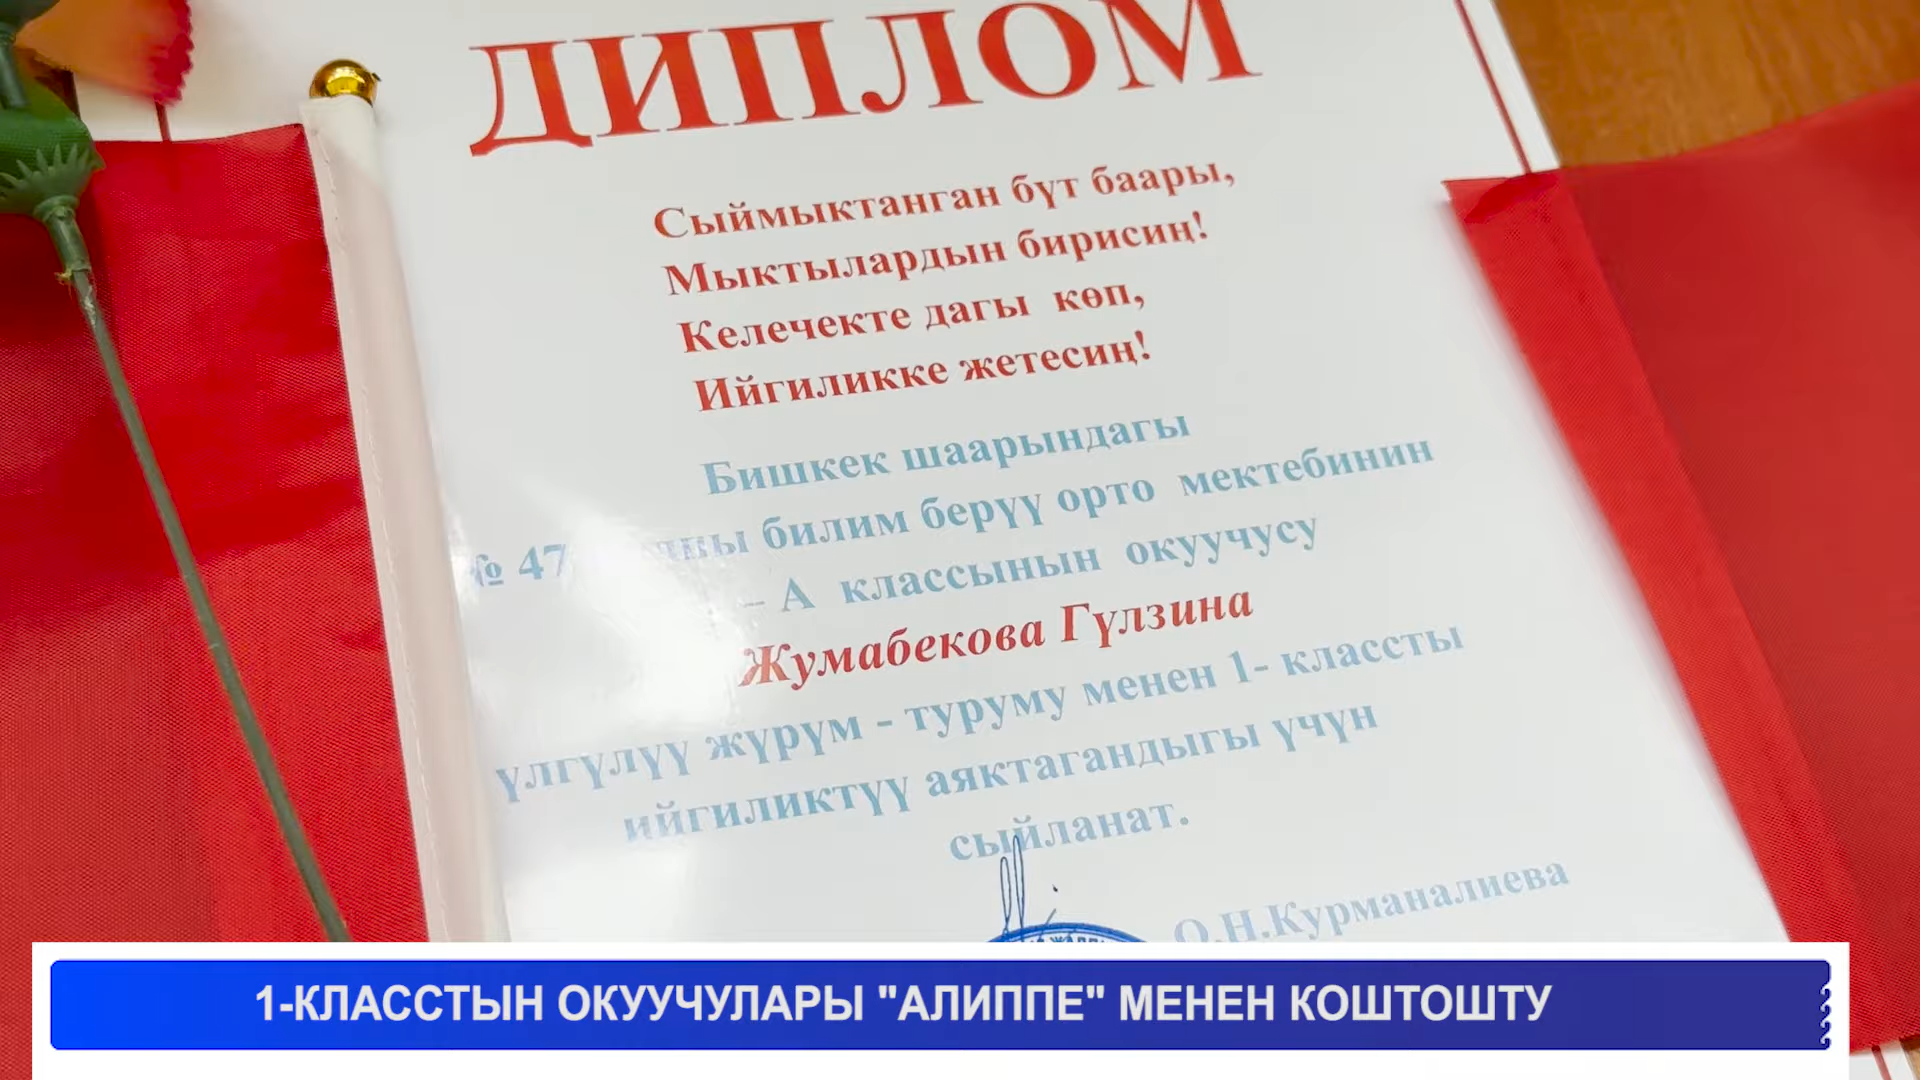 ДИПЛОМ
Сыймыктанган бүт баары,
Мыктылардын бирисиң!
Келечекте дагы көп,
Ийгиликке жетесиң!
Бишкек шаарындагы
№ 47 билим берүү орто мектебинин
– А классынын окуучусу
Жумабекова Гүлзина
үлгүлүү жүрүм - туруму менен 1- классты
ийгиликтүү аяктагандыгы үчүн
сыйланат.
О.Н.Курманалиева
1-КЛАССТЫН ОКУУЧУЛАРЫ "АЛИППЕ" МЕНЕН КОШТОШТУ